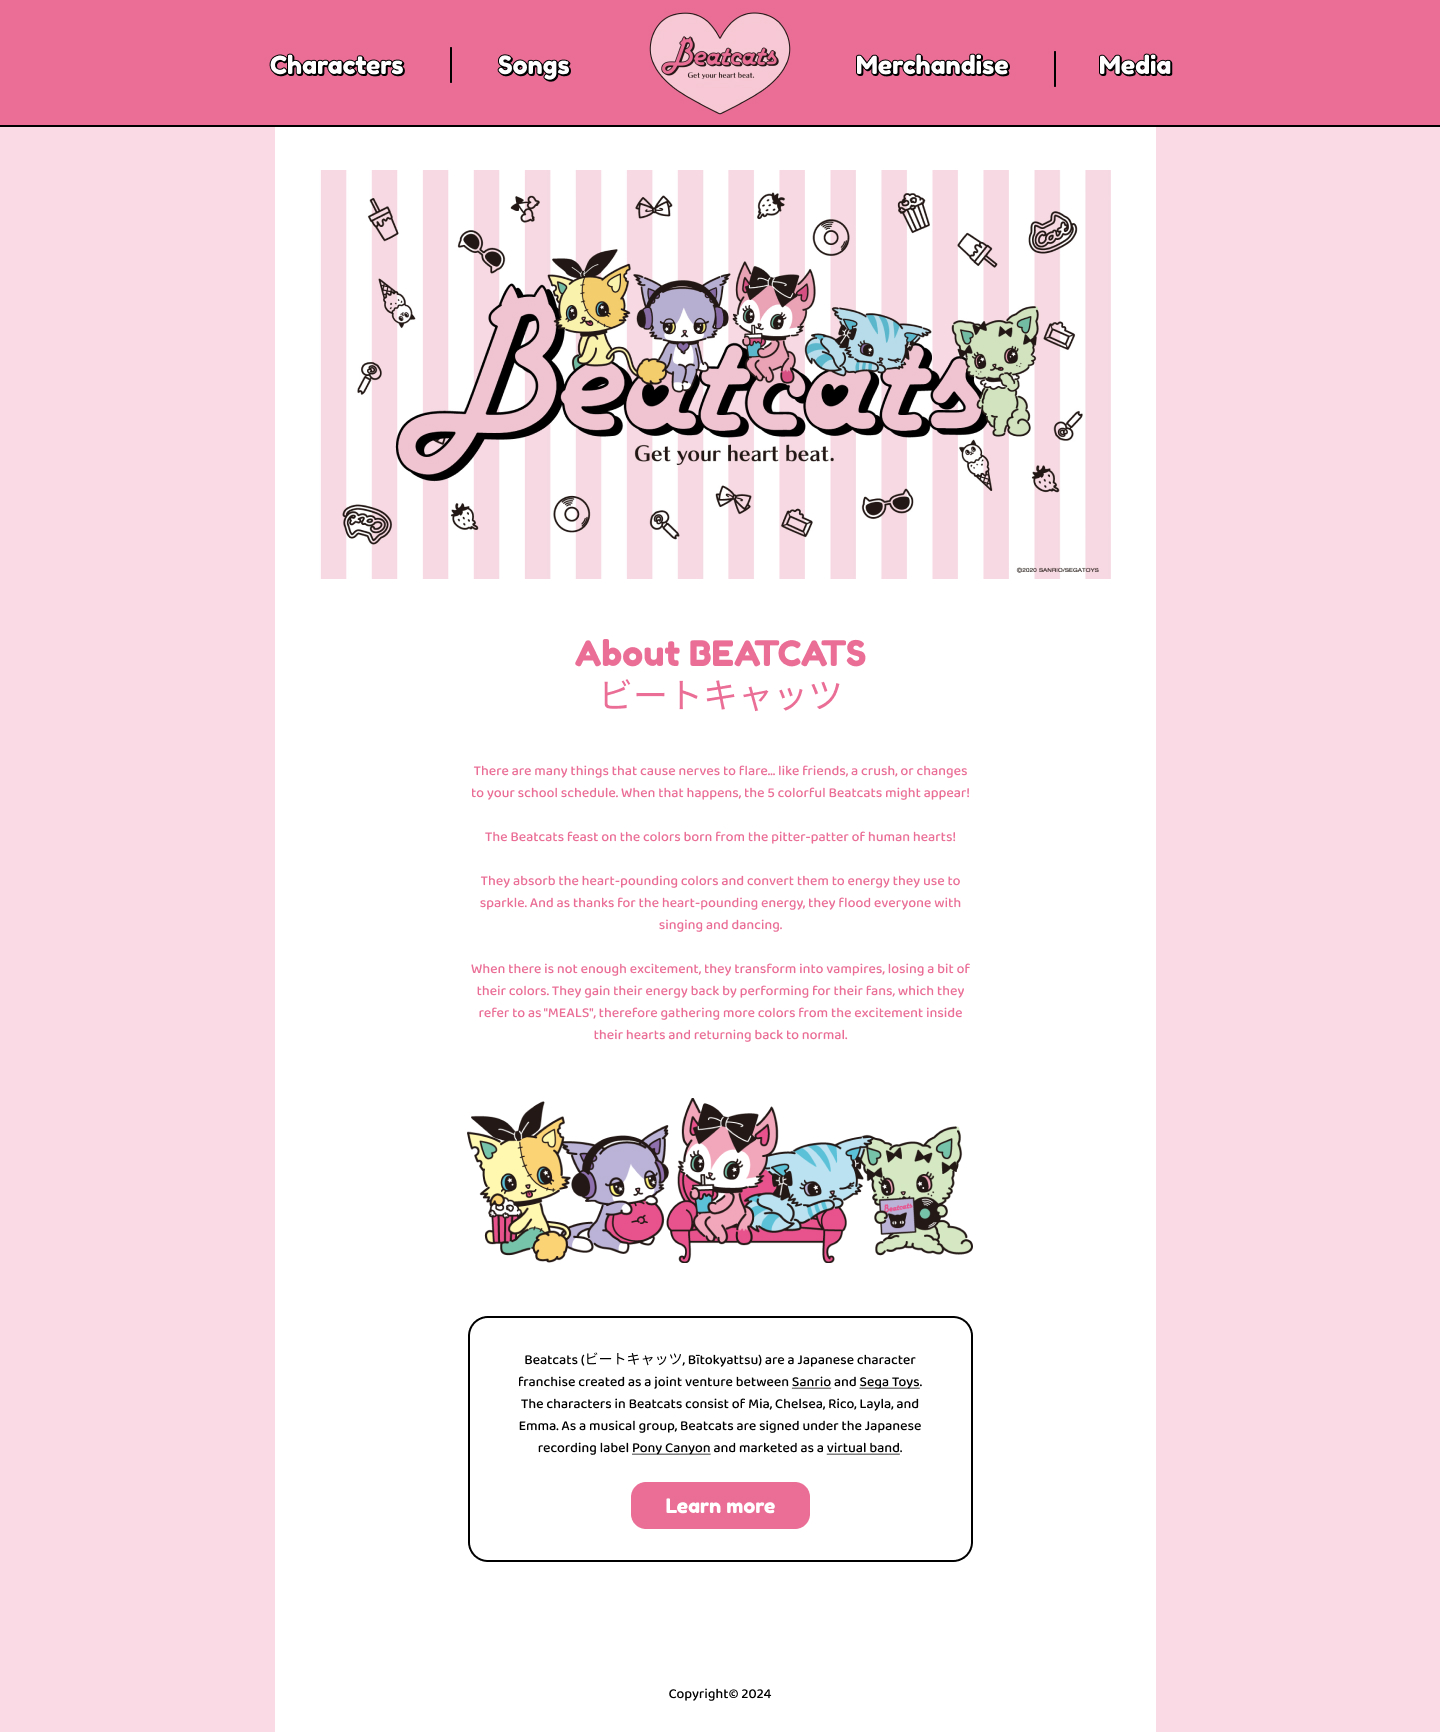 Characters
Songs
Beatcats
Get your heart beat.
Merchandise
Media
Cats
Beatcats
Get your heart beat.
Cats
©2020 SANRIO/SEGATOYS
About BEATCATS
ビートキャッツ
There are many things that cause nerves to flare... like friends, a crush, or changes
to your school schedule. When that happens, the 5 colorful Beatcats might appear!
The Beatcats feast on the colors born from the pitter-patter of human hearts!
They absorb the heart-pounding colors and convert them to energy they use to
sparkle. And as thanks for the heart-pounding energy, they flood everyone with
singing and dancing.
When there is not enough excitement, they transform into vampires, losing a bit of
their colors. They gain their energy back by performing for their fans, which they
refer to as "MEALS", therefore gathering more colors from the excitement inside
their hearts and returning back to normal.
Beatcats
Beatcats (ビートキャッツ, Bītokyattsu) are a Japanese character
franchise created as a joint venture between Sanrio and Sega Toys.
The characters in Beatcats consist of Mia, Chelsea, Rico, Layla, and
Emma. As a musical group, Beatcats are signed under the Japanese
recording label Pony Canyon and marketed as a virtual band.
Learn more
Copyright© 2024